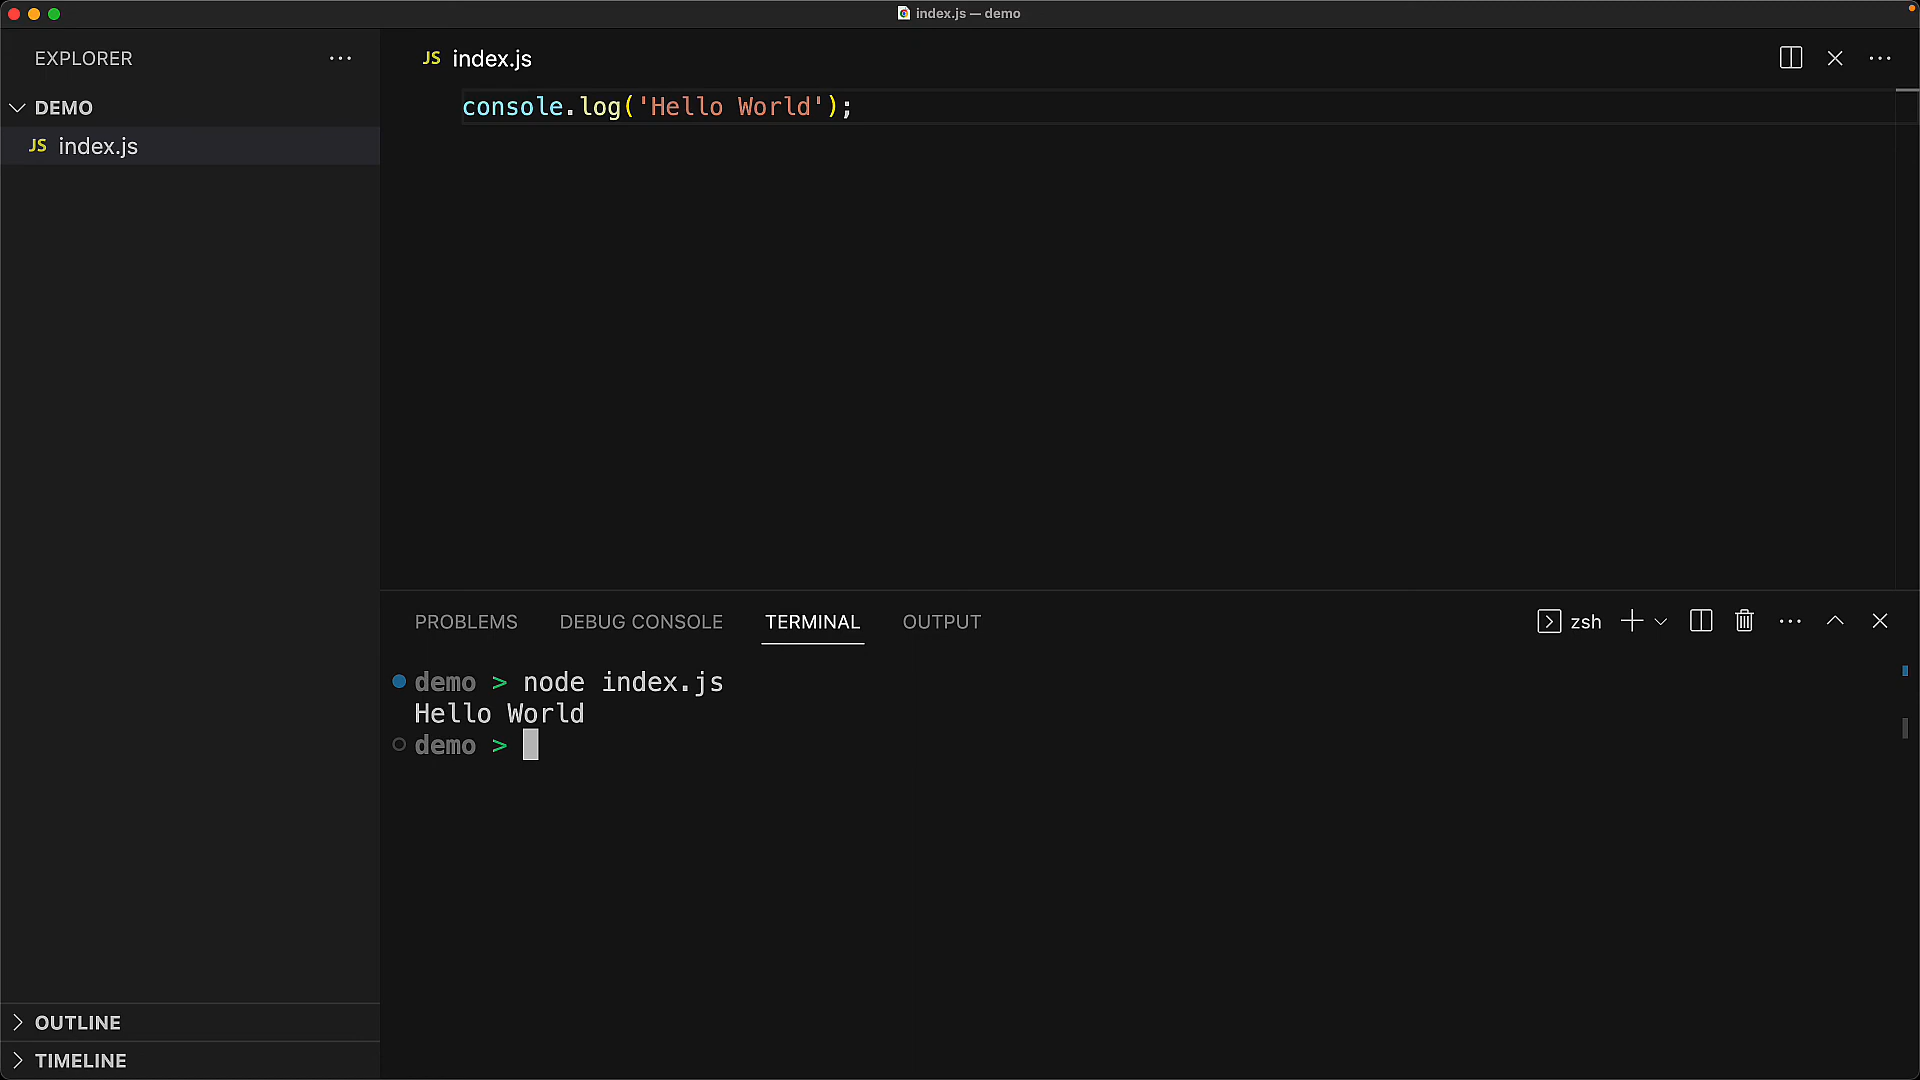 index.js — demo
EXPLORER
JS index.js
DEMO
console.log('Hello World');
JS index.js
PROBLEMS DEBUG CONSOLE TERMINAL OUTPUT zsh
demo > node index.js
Hello World
demo >
OUTLINE
TIMELINE